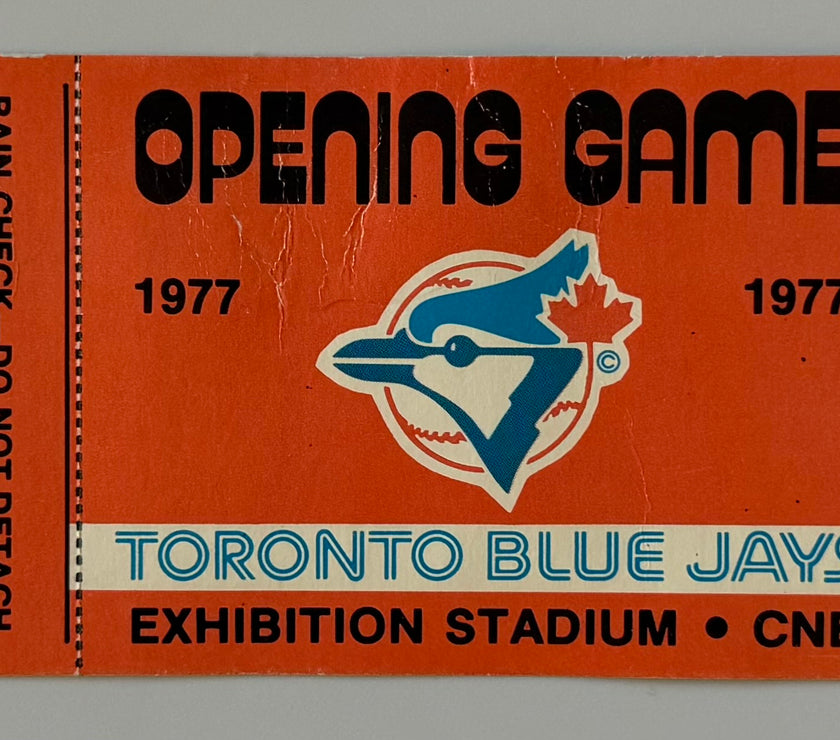 RAIN CHECK DO NOT DETACH
OPENING GAME
1977 1977
©
TORONTO BLUE JAYS
EXHIBITION STADIUM • CNE